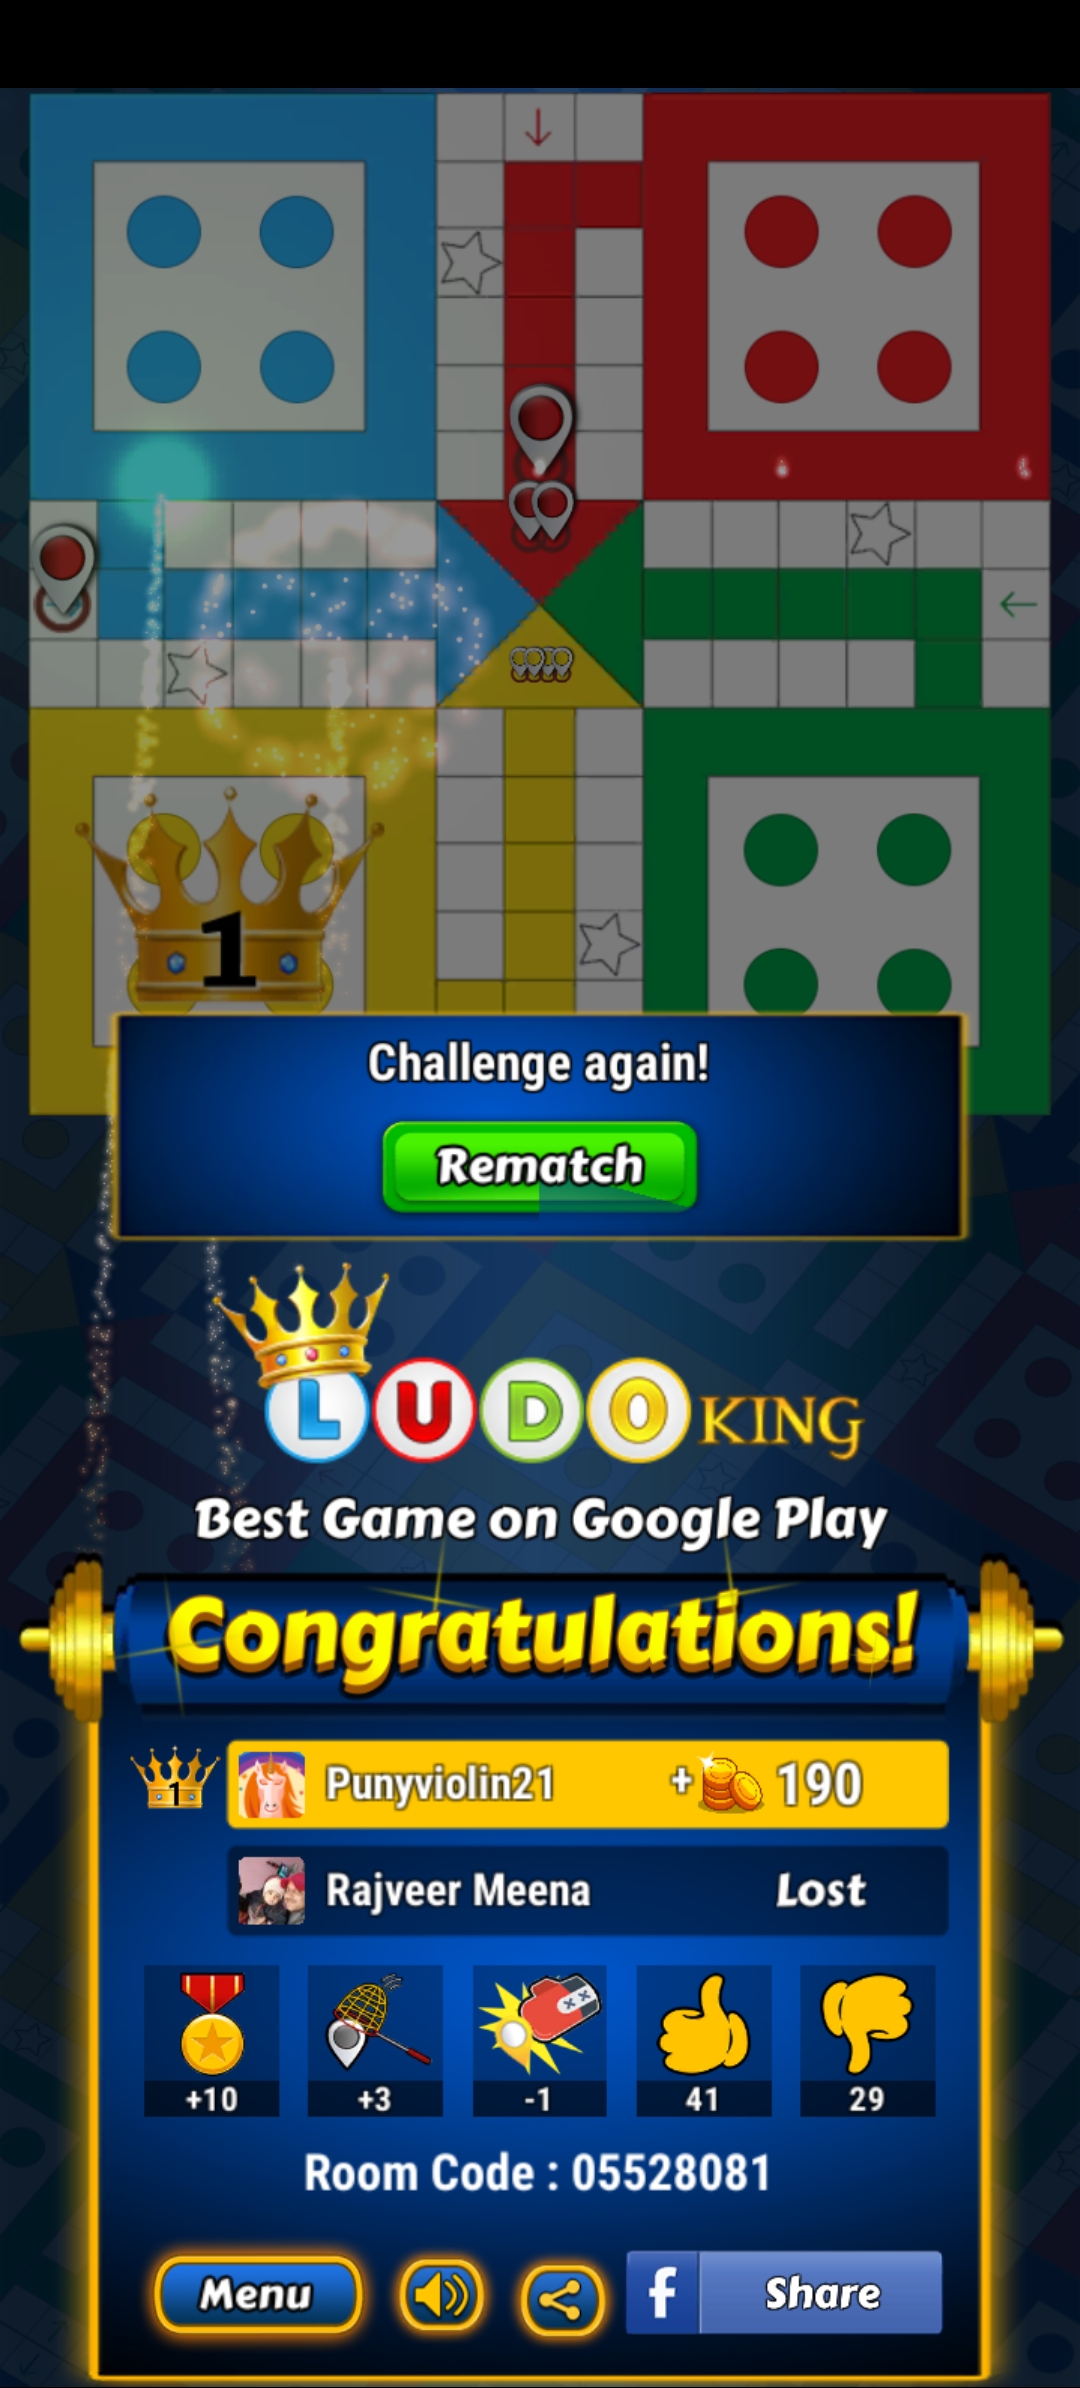 1
Challenge again!
Rematch
LUDO KING
Best Game on Google Play
Congratulations!
1 Punyviolin21 + 190
Rajveer Meena Lost
+10 +3 -1 41 29
Room Code : 05528081
Menu f Share